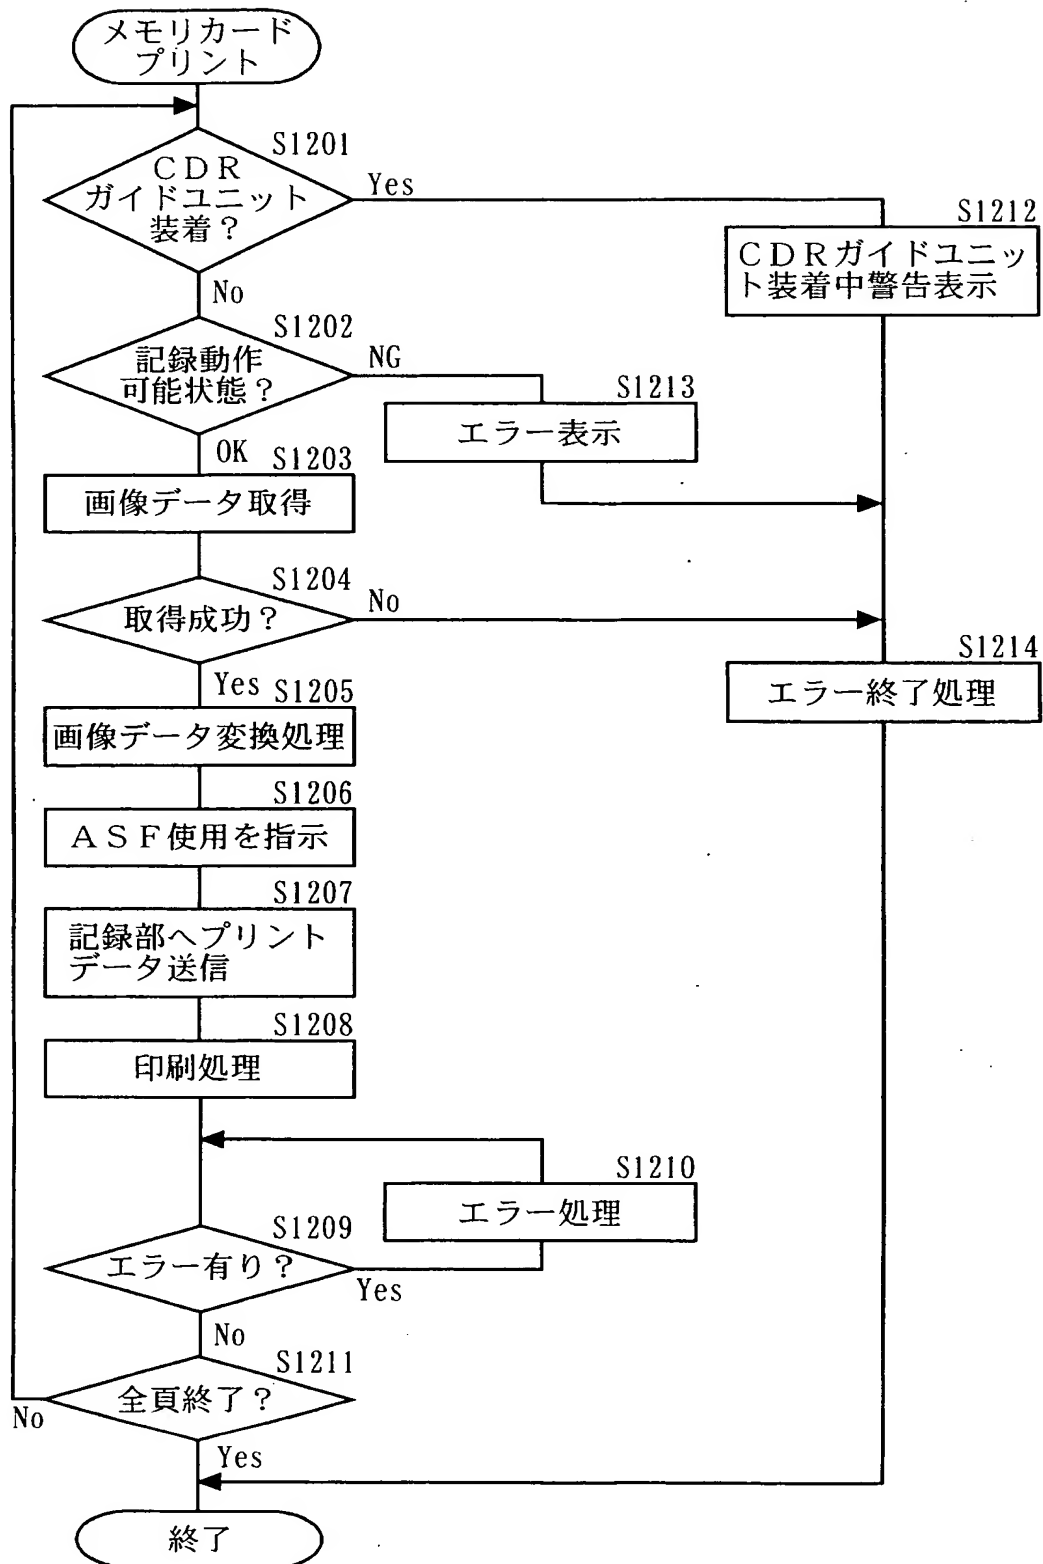 メモリカード
プリント
S1201
ＣＤＲ
ガイドユニット
装着？
Yes
No
S1212
ＣＤＲガイドユニッ
ト装着中警告表示
S1202
記録動作
可能状態？
NG
OK
S1213
エラー表示
S1203
画像データ取得
S1204
取得成功？
No
Yes
S1214
エラー終了処理
S1205
画像データ変換処理
S1206
ＡＳＦ使用を指示
S1207
記録部へプリント
データ送信
S1208
印刷処理
S1210
エラー処理
S1209
エラー有り？
Yes
No
S1211
全頁終了？
No
Yes
終了